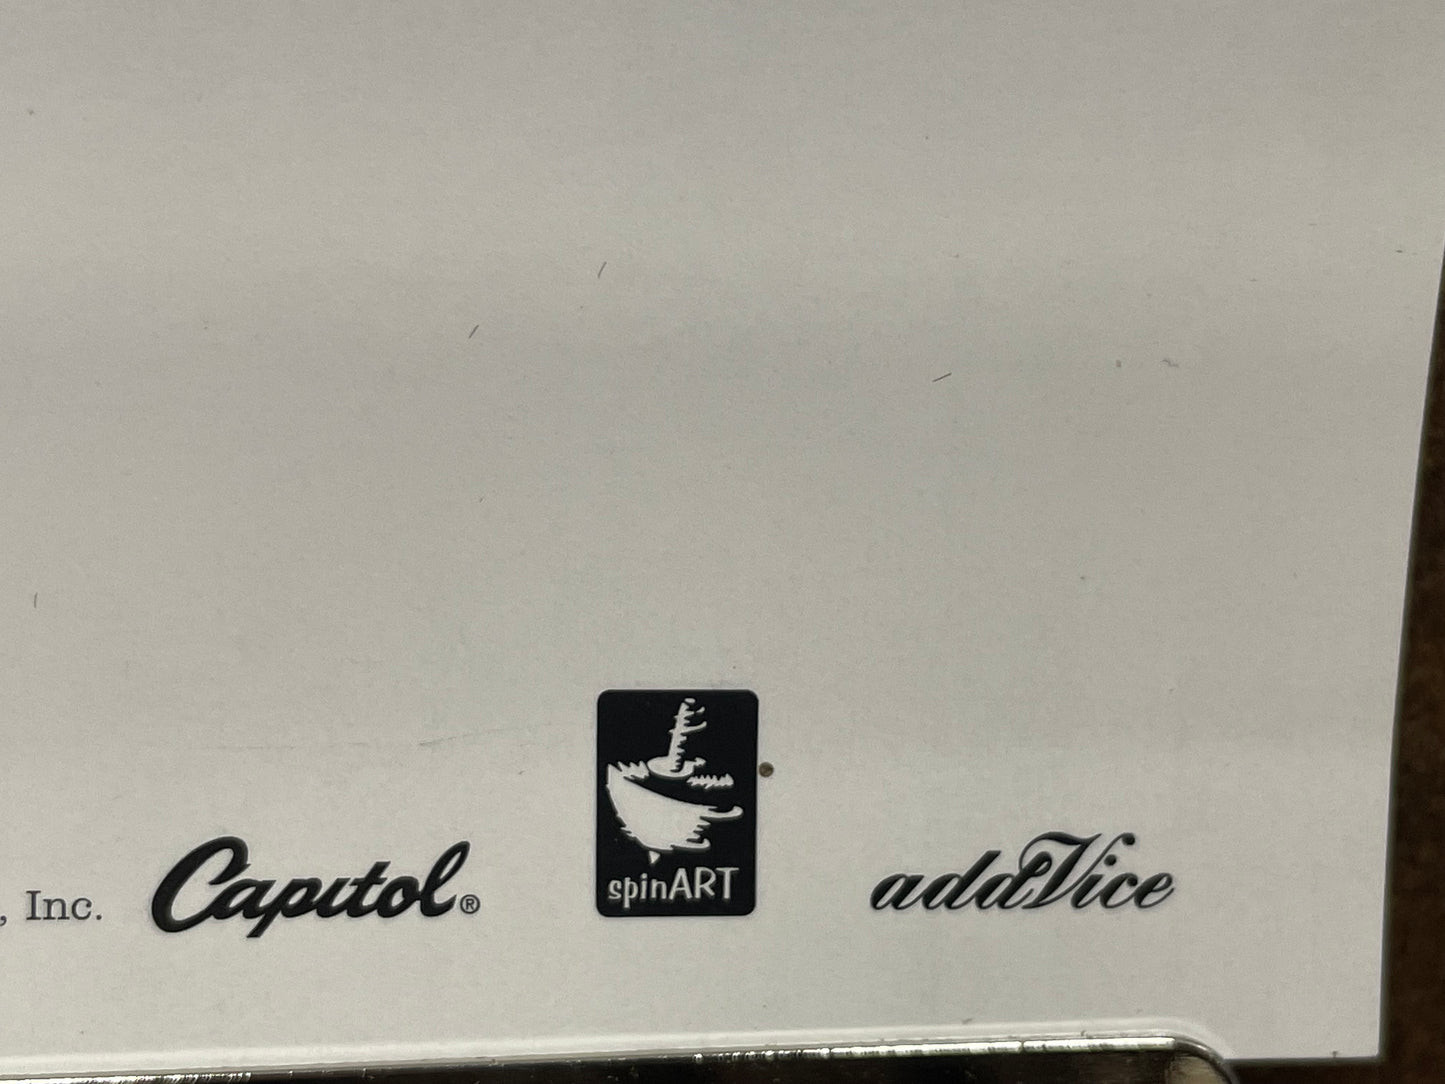 , Inc. Capitol®
spinART
addVice